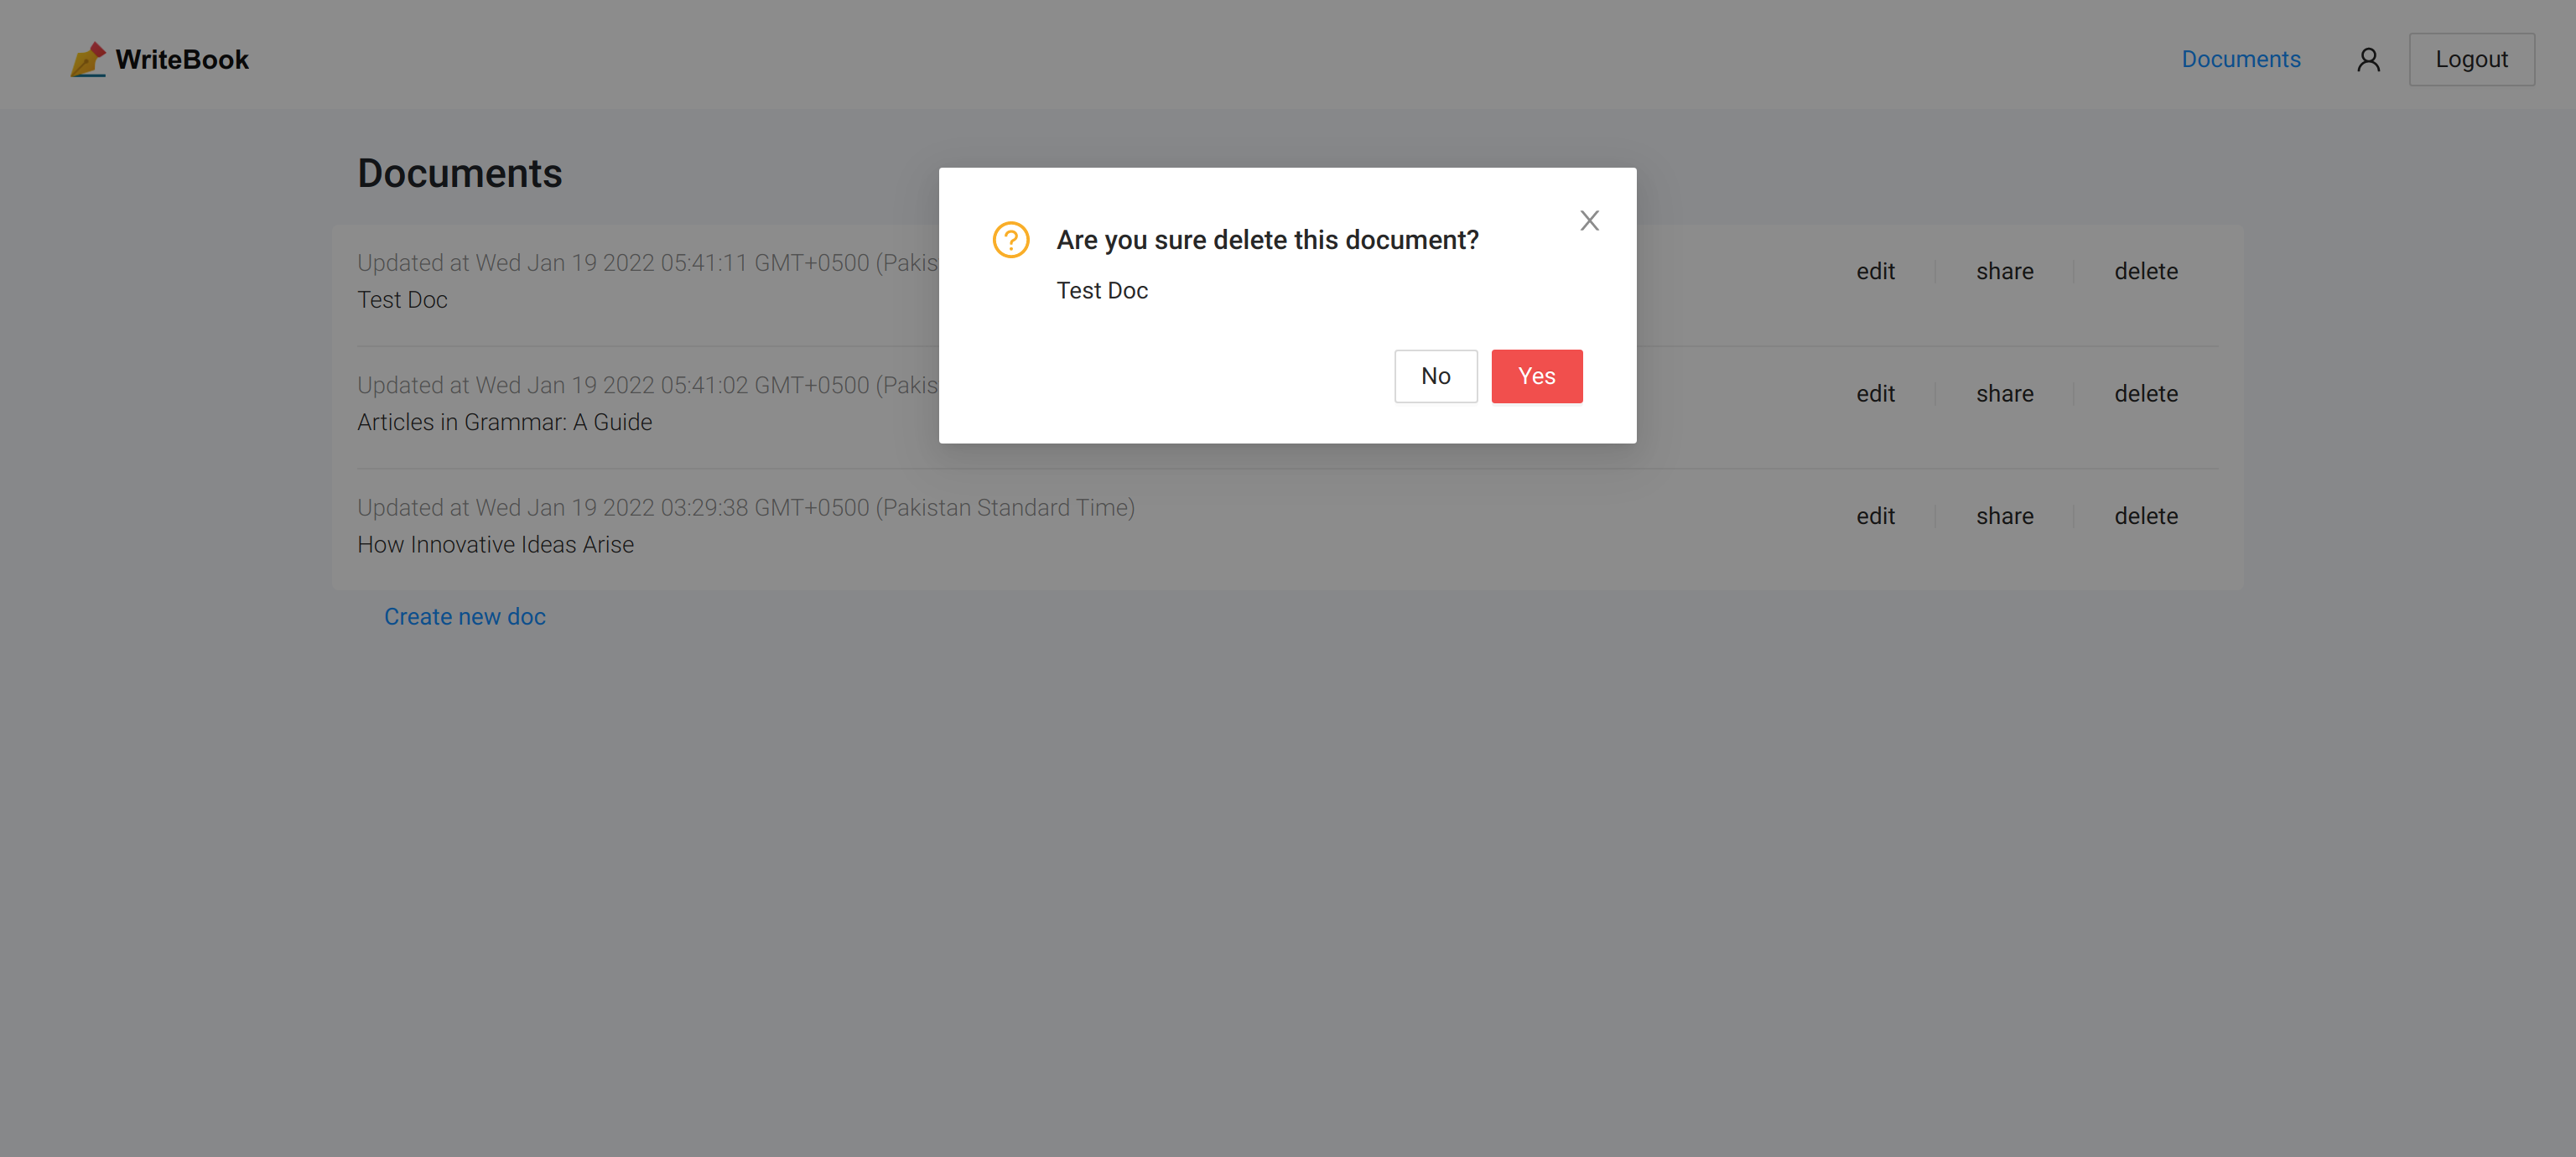 WriteBook
Documents
Logout
Documents
Are you sure delete this document?
Test Doc
No
Yes
Updated at Wed Jan 19 2022 05:41:11 GMT+0500
Test Doc
edit
share
delete
Updated at Wed Jan 19 2022 05:41:02 GMT+0500
Articles in Grammar: A Guide
edit
share
delete
Updated at Wed Jan 19 2022 03:29:38 GMT+0500 (Pakistan Standard Time)
How Innovative Ideas Arise
edit
share
delete
Create new doc